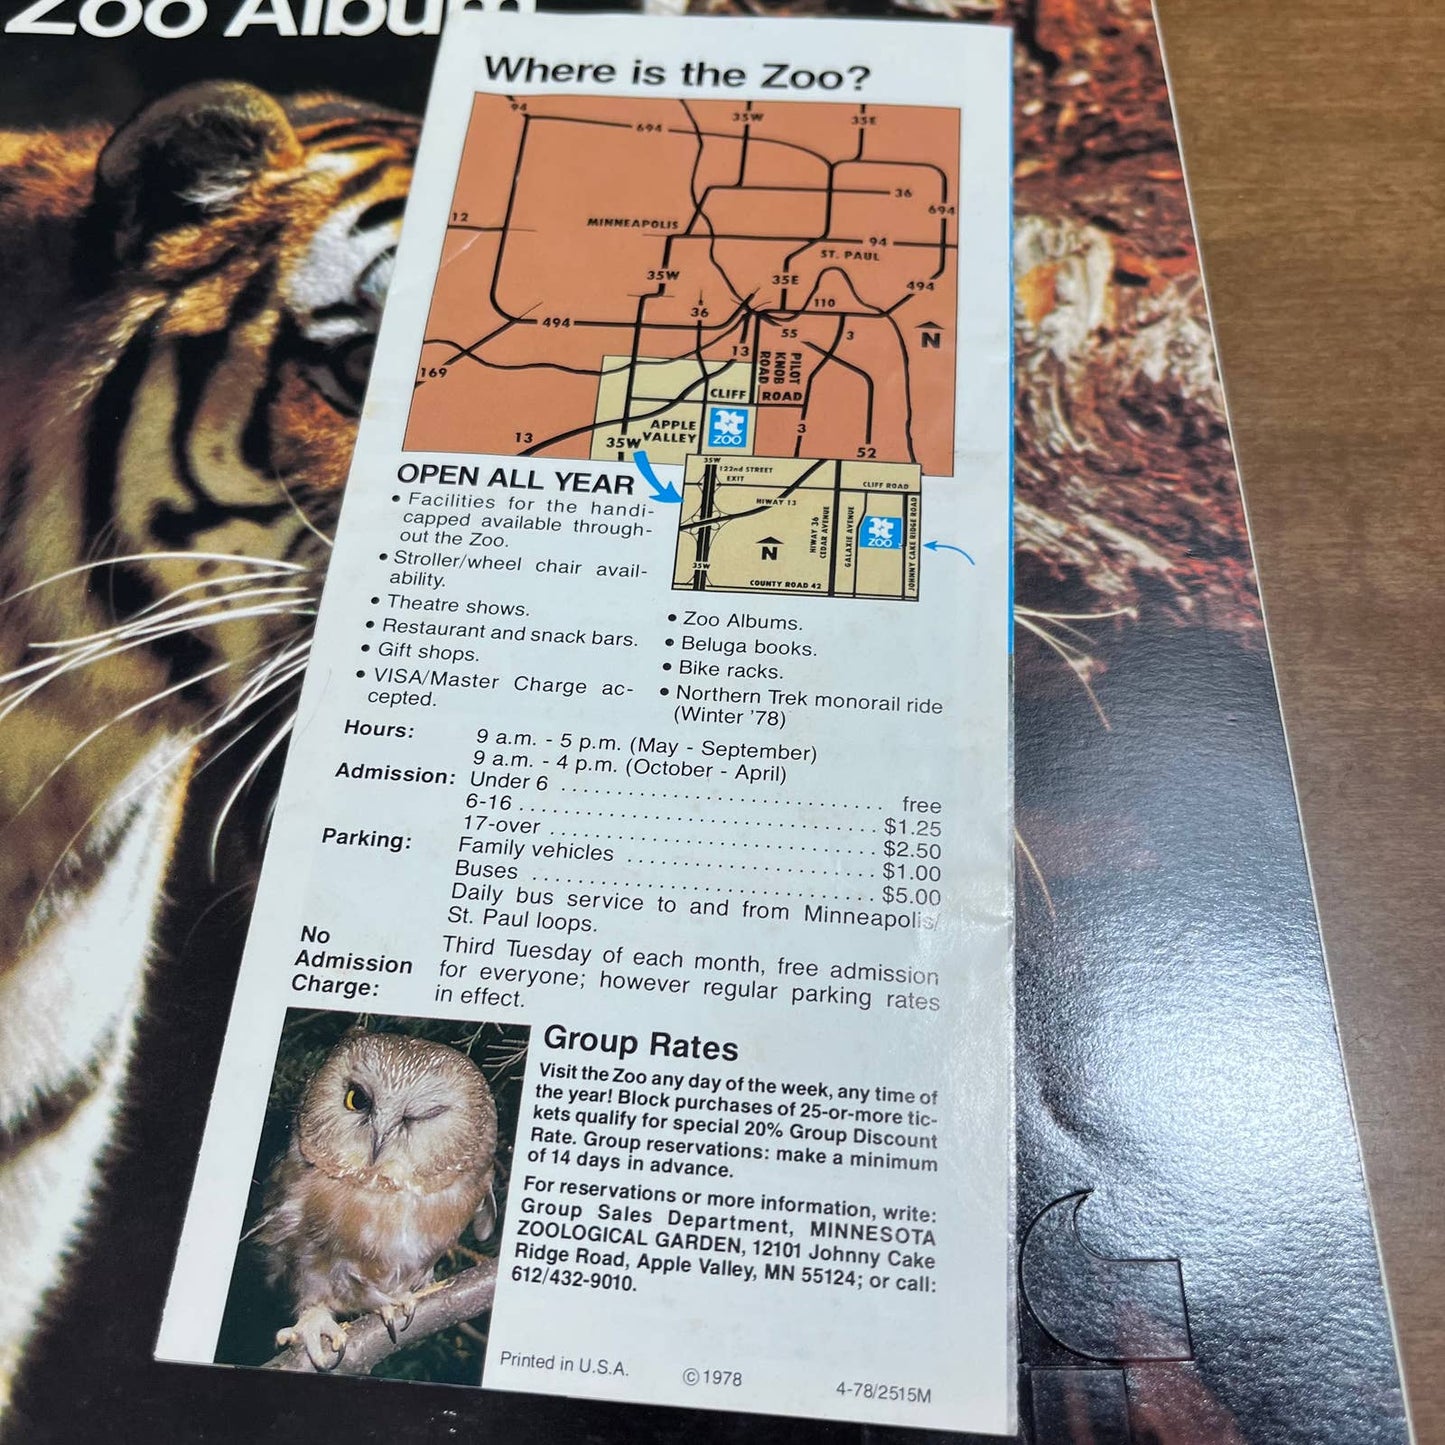 Zoo Album
Where is the Zoo?
94
694
35W
35E
36
694
12
MINNEAPOLIS
94
ST. PAUL
35W
35E
494
36
110
494
55
3
N
13
PILOT KNOB ROAD
169
CLIFF ROAD
APPLE
VALLEY
ZOO
35W
13
3
52
35W
122nd STREET
EXIT
CLIFF ROAD
HIWAY 13
HIWAY 36
CEDAR AVENUE
GALAXIE AVENUE
ZOO
JOHNNY CAKE RIDGE ROAD
N
35W
COUNTY ROAD 42
OPEN ALL YEAR
• Facilities for the handi-
capped available through-
out the Zoo.
• Stroller/wheel chair avail-
ability.
• Theatre shows.
• Restaurant and snack bars.
• Gift shops.
• VISA/Master Charge ac-
cepted.
• Zoo Albums.
• Beluga books.
• Bike racks.
• Northern Trek monorail ride
(Winter '78)
Hours: 9 a.m. - 5 p.m. (May - September)
9 a.m. - 4 p.m. (October - April)
Admission: Under 6 .......... free
6-16 .......... $1.25
17-over .......... $2.50
Parking: Family vehicles .......... $1.00
Buses .......... $5.00
Daily bus service to and from Minneapolis/
St. Paul loops.
No
Admission
Charge:
Third Tuesday of each month, free admission
for everyone; however regular parking rates
in effect.
Group Rates
Visit the Zoo any day of the week, any time of
the year! Block purchases of 25-or-more tic-
kets qualify for special 20% Group Discount
Rate. Group reservations: make a minimum
of 14 days in advance.
For reservations or more information, write:
Group Sales Department, MINNESOTA
ZOOLOGICAL GARDEN, 12101 Johnny Cake
Ridge Road, Apple Valley, MN 55124; or call:
612/432-9010.
Printed in U.S.A. ©1978 4-78/2515M